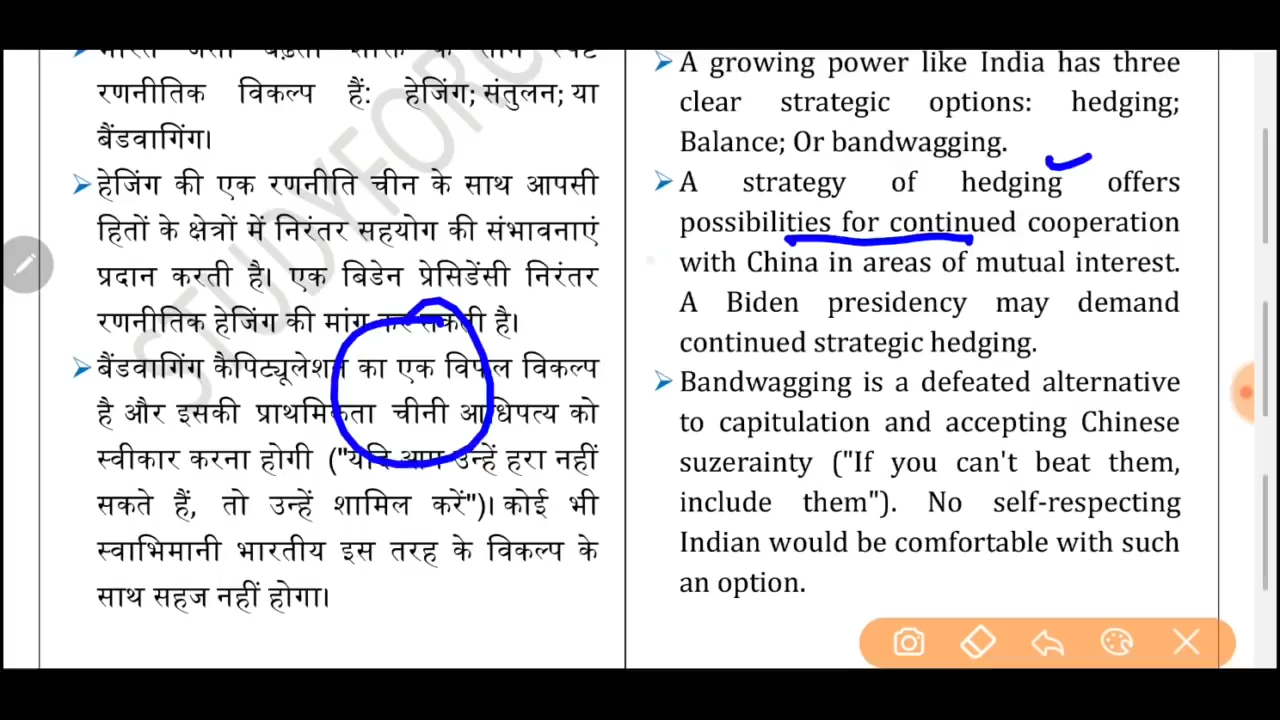 रणनीतिक विकल्प हैं: हेजिंग; संतुलन; या
बैंडवागिंग।
हेजिंग की एक रणनीति चीन के साथ आपसी
हितों के क्षेत्रों में निरंतर सहयोग की संभावनाएं
प्रदान करती है। एक बिडेन प्रेसिडेंसी निरंतर
रणनीतिक हेजिंग की मांग कर सकती है।
बैंडवागिंग कैपिट्यूलेशन का एक विफल विकल्प
है और इसकी प्राथमिकता चीनी आधिपत्य को
स्वीकार करना होगी ("यदि आप उन्हें हरा नहीं
सकते हैं, तो उन्हें शामिल करें")। कोई भी
स्वाभिमानी भारतीय इस तरह के विकल्प के
साथ सहज नहीं होगा।
A growing power like India has three
clear strategic options: hedging;
Balance; Or bandwagging.
A strategy of hedging offers
possibilities for continued cooperation
with China in areas of mutual interest.
A Biden presidency may demand
continued strategic hedging.
Bandwagging is a defeated alternative
to capitulation and accepting Chinese
suzerainty ("If you can't beat them,
include them"). No self-respecting
Indian would be comfortable with such
an option.
STUDYFORC